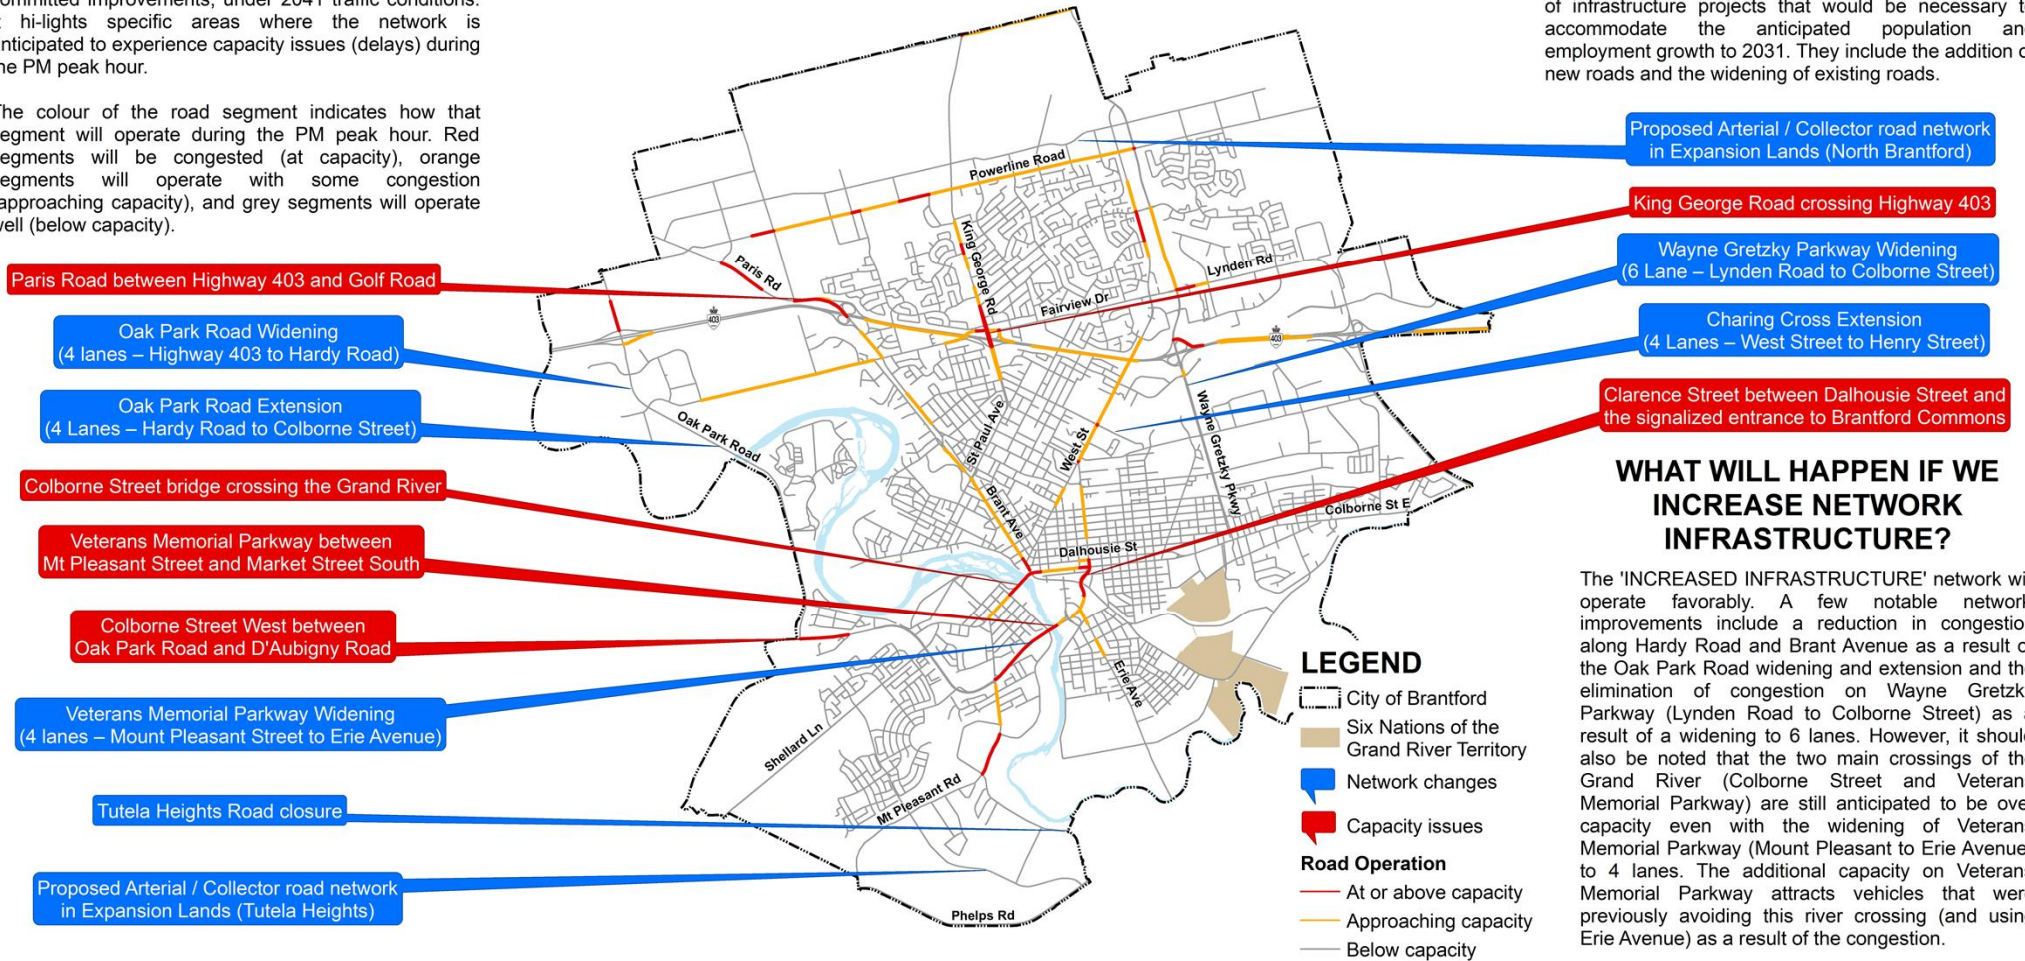 committed improvements, under 2041 traffic conditions.
hi-lights specific areas where the network is
anticipated to experience capacity issues (delays) during
the PM peak hour.
The colour of the road segment indicates how that
segment will operate during the PM peak hour. Red
segments will be congested (at capacity), orange
segments will operate with some congestion
(approaching capacity), and grey segments will operate
well (below capacity).
Paris Road between Highway 403 and Golf Road
Oak Park Road Widening
(4 lanes – Highway 403 to Hardy Road)
Oak Park Road Extension
(4 Lanes – Hardy Road to Colborne Street)
Colborne Street bridge crossing the Grand River
Veterans Memorial Parkway between
Mt Pleasant Street and Market Street South
Colborne Street West between
Oak Park Road and D'Aubigny Road
Veterans Memorial Parkway Widening
(4 lanes – Mount Pleasant Street to Erie Avenue)
Tutela Heights Road closure
Proposed Arterial / Collector road network
in Expansion Lands (Tutela Heights)
Powerline Road
King George Rd
Paris Rd
Lynden Rd
Fairview Dr
403
403
Oak Park Road
St Paul Ave
West St
Wayne Gretzky Pkwy
Brant Ave
Colborne St E
Dalhousie St
Erie Ave
Shellard Ln
Mt Pleasant Rd
Phelps Rd
LEGEND
City of Brantford
Six Nations of the
Grand River Territory
Network changes
Capacity issues
Road Operation
At or above capacity
Approaching capacity
Below capacity
of infrastructure projects that would be necessary to
accommodate the anticipated population and
employment growth to 2031. They include the addition of
new roads and the widening of existing roads.
Proposed Arterial / Collector road network
in Expansion Lands (North Brantford)
King George Road crossing Highway 403
Wayne Gretzky Parkway Widening
(6 Lane – Lynden Road to Colborne Street)
Charing Cross Extension
(4 Lanes – West Street to Henry Street)
Clarence Street between Dalhousie Street and
the signalized entrance to Brantford Commons
WHAT WILL HAPPEN IF WE
INCREASE NETWORK
INFRASTRUCTURE?
The 'INCREASED INFRASTRUCTURE' network will
operate favorably. A few notable network
improvements include a reduction in congestion
along Hardy Road and Brant Avenue as a result of
the Oak Park Road widening and extension and the
elimination of congestion on Wayne Gretzky
Parkway (Lynden Road to Colborne Street) as a
result of a widening to 6 lanes. However, it should
also be noted that the two main crossings of the
Grand River (Colborne Street and Veterans
Memorial Parkway) are still anticipated to be over
capacity even with the widening of Veterans
Memorial Parkway (Mount Pleasant to Erie Avenue)
to 4 lanes. The additional capacity on Veterans
Memorial Parkway attracts vehicles that were
previously avoiding this river crossing (and using
Erie Avenue) as a result of the congestion.